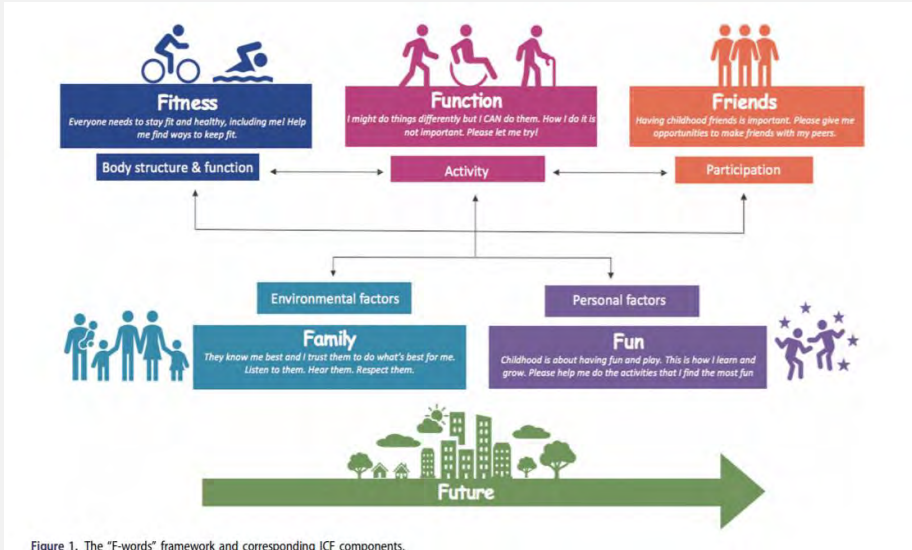 Fitness
Everyone needs to stay fit and healthy, including me! Help
me find ways to keep fit.
Body structure & function
Function
I might do things differently but I CAN do them. How I do it is
not important. Please let me try!
Activity
Friends
Having childhood friends is important. Please give me
opportunities to make friends with my peers.
Participation
Environmental factors
Family
They know me best and I trust them to do what's best for me.
Listen to them. Hear them. Respect them.
Personal factors
Fun
Childhood is about having fun and play. This is how I learn and
grow. Please help me do the activities that I find the most fun
Future
Figure 1. The "F-words" framework and corresponding ICF components.